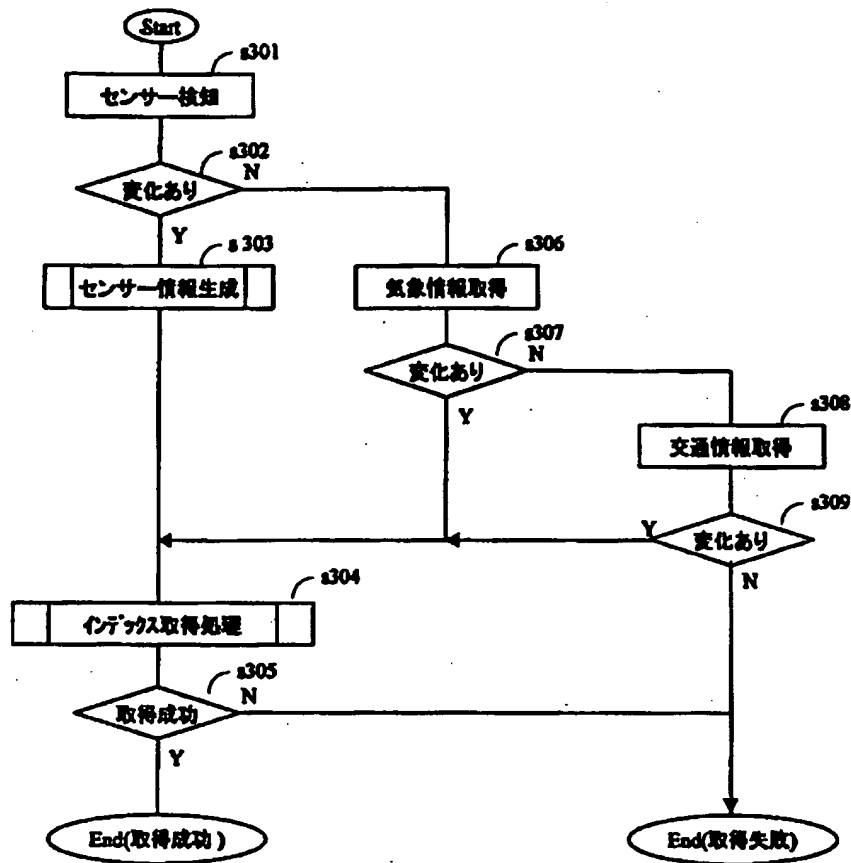 Start
s301
センサー検知
s302
変化あり
N
Y
s303
センサー情報生成
s306
気象情報取得
s307
変化あり
N
Y
s308
交通情報取得
s309
変化あり
Y
N
s304
インデックス取得処理
s305
取得成功
N
Y
End(取得成功)
End(取得失敗)